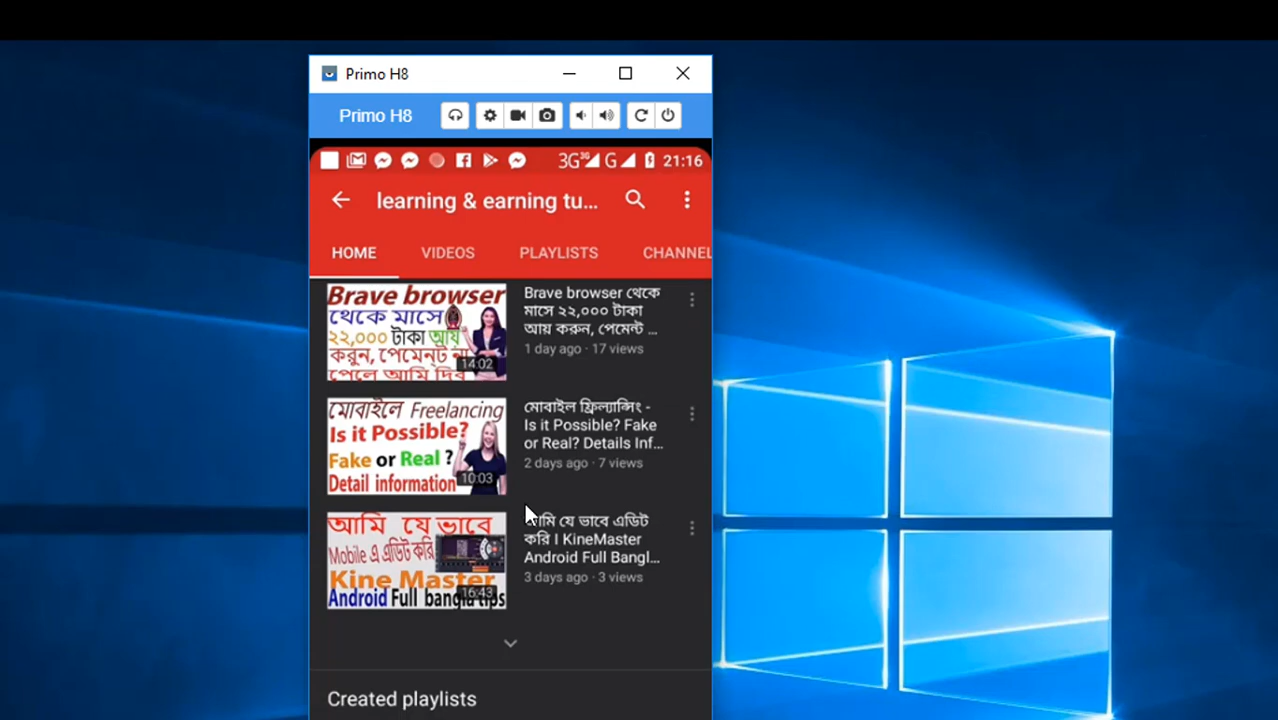 Primo H8
Primo H8
3G 3G G 21:16
learning & earning tu...
HOME VIDEOS PLAYLISTS CHANNEL
Brave browser
থেকে মাসে
২২,০০০ টাকা আয়
করুন, পেমেন্ট না
পেলে আমি দিব
14:02
Brave browser থেকে
মাসে ২২,০০০ টাকা
আয় করুন, পেমেন্ট ...
1 day ago · 17 views
মোবাইলে Freelancing
Is it Possible?
Fake or Real ?
Detail information
10:03
মোবাইল ফ্রিল্যান্সিং -
Is it Possible? Fake
or Real? Details Inf...
2 days ago · 7 views
আমি যে ভাবে
Mobile এ এডিট করি
Kine Master
Android Full bangla tips
16:43
আমি যে ভাবে এডিট
করি I KineMaster
Android Full Bangl...
3 days ago · 3 views
Created playlists